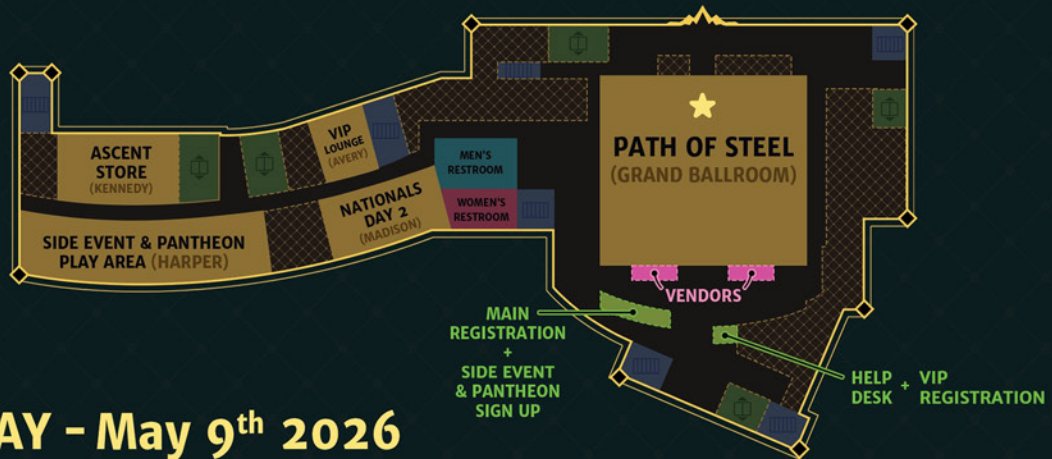 ASCENT
STORE
(KENNEDY)
VIP
LOUNGE
(AVERY)
MEN'S
RESTROOM
WOMEN'S
RESTROOM
NATIONALS
DAY 2
(MADISON)
SIDE EVENT & PANTHEON
PLAY AREA (HARPER)
PATH OF STEEL
(GRAND BALLROOM)
VENDORS
MAIN
REGISTRATION
+
SIDE EVENT
& PANTHEON
SIGN UP
HELP
DESK
+
VIP
REGISTRATION
AY - May 9th 2026